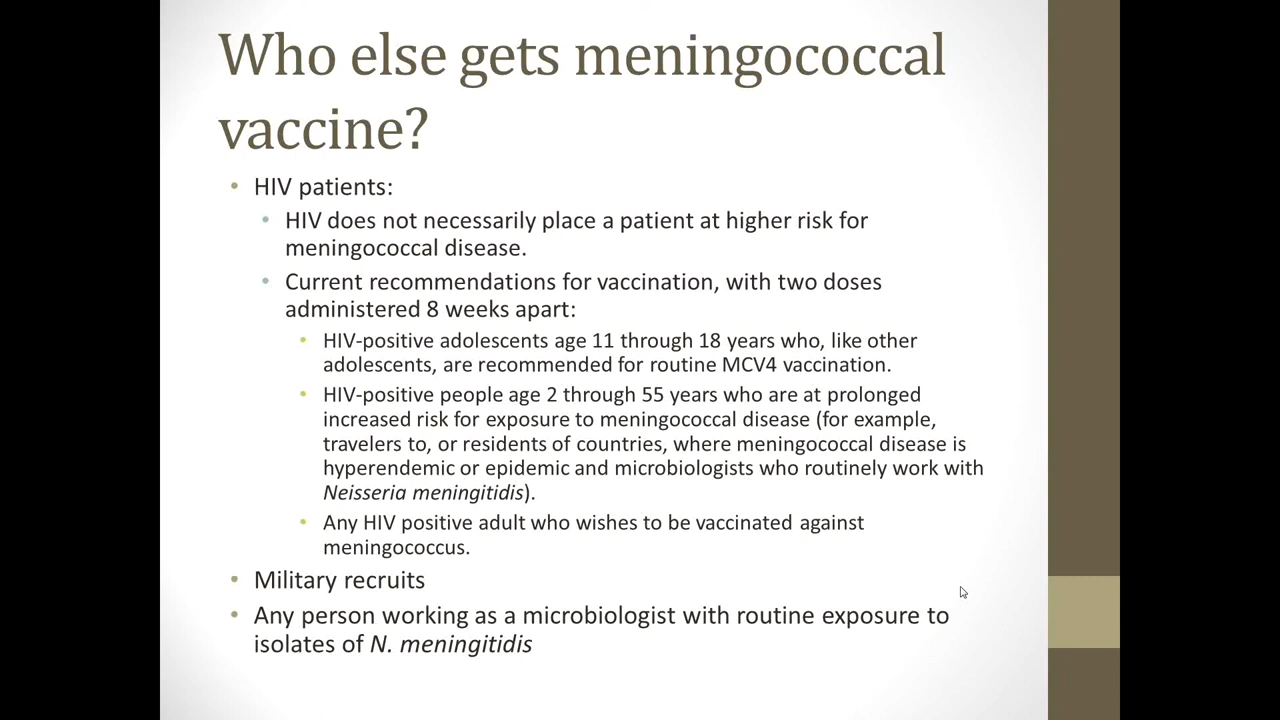 Who else gets meningococcal
vaccine?
• HIV patients:
• HIV does not necessarily place a patient at higher risk for
meningococcal disease.
• Current recommendations for vaccination, with two doses
administered 8 weeks apart:
• HIV-positive adolescents age 11 through 18 years who, like other
adolescents, are recommended for routine MCV4 vaccination.
• HIV-positive people age 2 through 55 years who are at prolonged
increased risk for exposure to meningococcal disease (for example,
travelers to, or residents of countries, where meningococcal disease is
hyperendemic or epidemic and microbiologists who routinely work with
Neisseria meningitidis).
• Any HIV positive adult who wishes to be vaccinated against
meningococcus.
• Military recruits
• Any person working as a microbiologist with routine exposure to
isolates of N. meningitidis